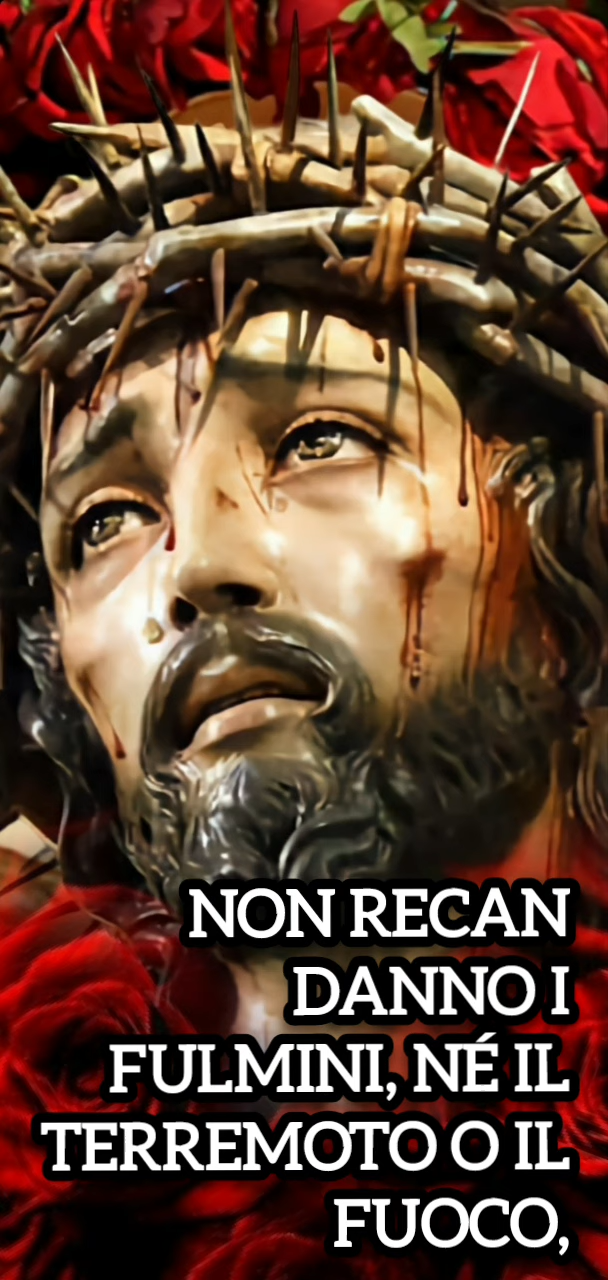 NON RECAN
DANNO I
FULMINI, NÉ IL
TERREMOTO O IL
FUOCO,